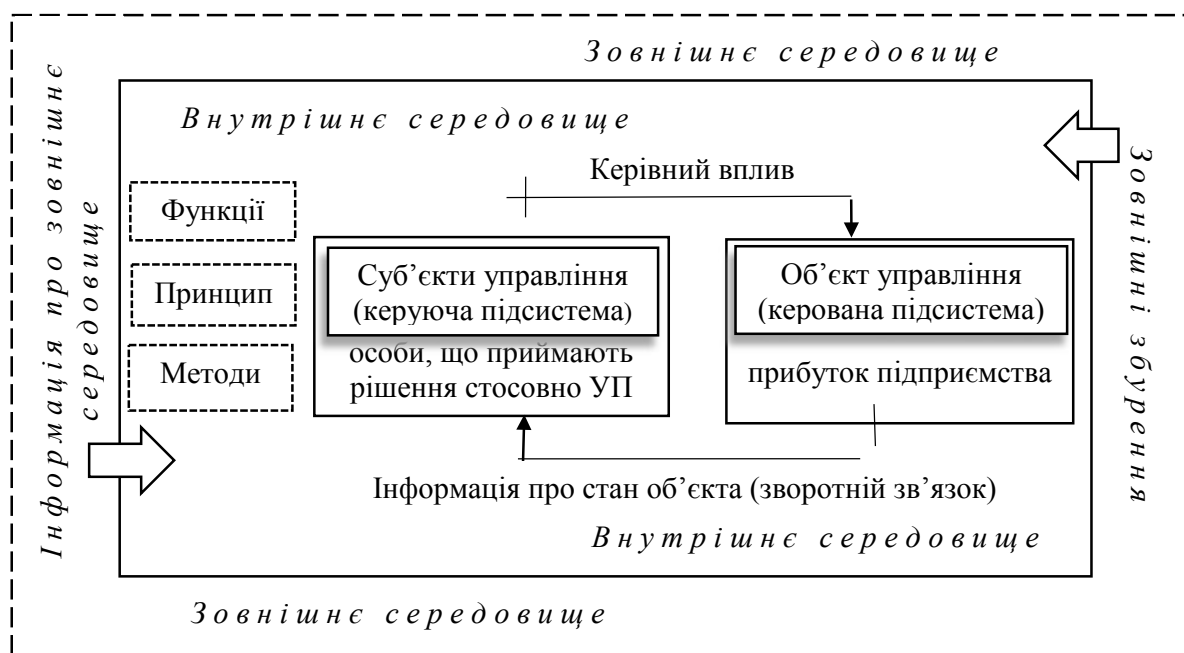 Зовнішнє середовище
Внутрішнє середовище
Інформація про зовнішнє
середовище
Зовнішні збурення
Керівний вплив
Функції
Принцип
Методи
Суб’єкти управління
(керуюча підсистема)
особи, що приймають
рішення стосовно УП
Об’єкт управління
(керована підсистема)
прибуток підприємства
Інформація про стан об’єкта (зворотній зв’язок)
Внутрішнє середовище
Зовнішнє середовище